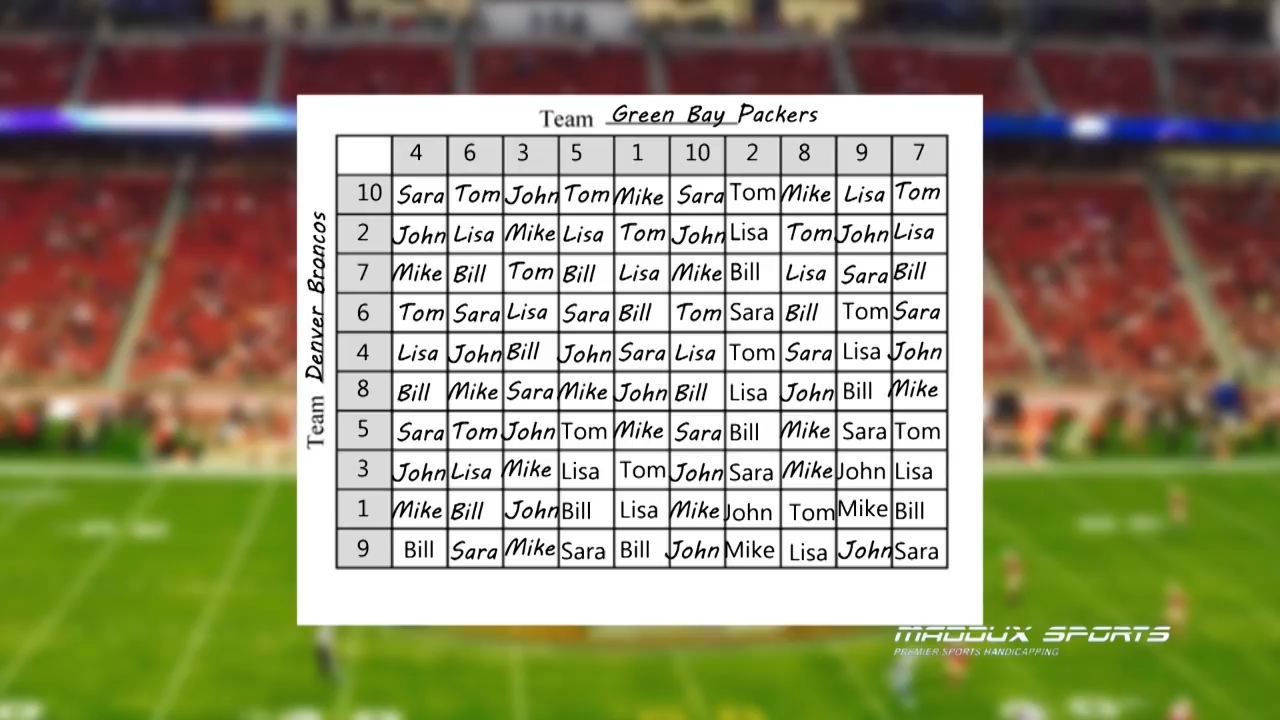 Team Green Bay Packers
Team Denver Broncos
4 6 3 5 1 10 2 8 9 7
10 Sara Tom John Tom Mike Sara Tom Mike Lisa Tom
2 John Lisa Mike Lisa Tom John Lisa Tom John Lisa
7 Mike Bill Tom Bill Lisa Mike Bill Lisa Sara Bill
6 Tom Sara Lisa Sara Bill Tom Sara Bill Tom Sara
4 Lisa John Bill John Sara Lisa Tom Sara Lisa John
8 Bill Mike Sara Mike John Bill Lisa John Bill Mike
5 Sara Tom John Tom Mike Sara Bill Mike Sara Tom
3 John Lisa Mike Lisa Tom John Sara Mike John Lisa
1 Mike Bill John Bill Lisa Mike John Tom Mike Bill
9 Bill Sara Mike Sara Bill John Mike Lisa John Sara
MADDUX SPORTS
PREMIER SPORTS HANDICAPPING